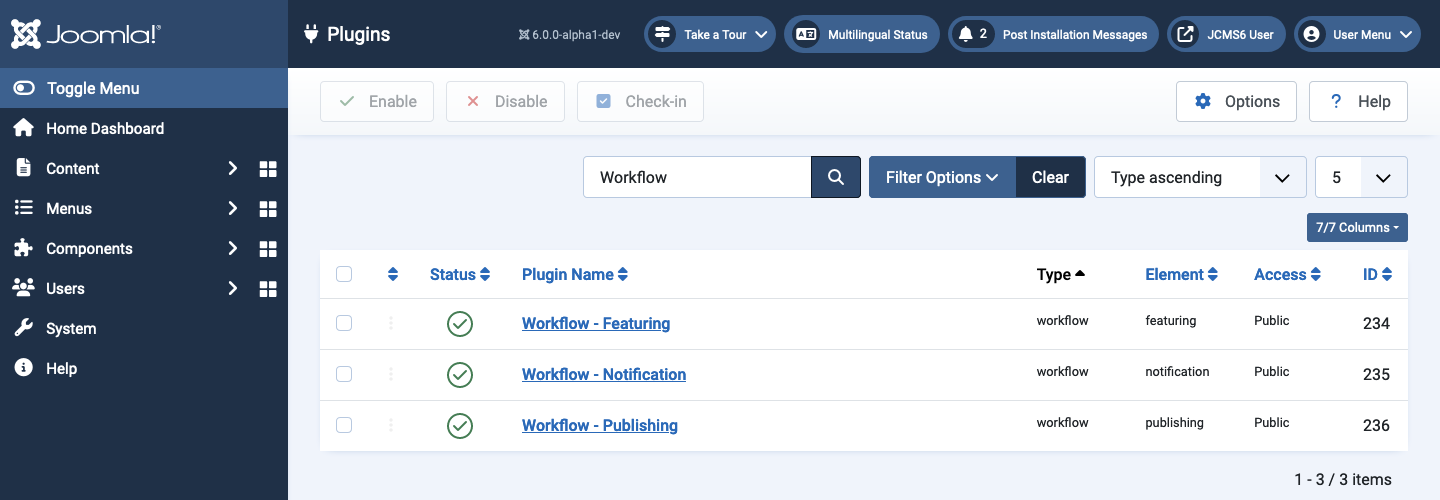 Joomla!®
Plugins
6.0.0-alpha1-dev
Take a Tour
Multilingual Status
2 Post Installation Messages
JCMS6 User
User Menu
Toggle Menu
Home Dashboard
Content
Menus
Components
Users
System
Help
Enable
Disable
Check-in
Options
? Help
Workflow
Filter Options
Clear
Type ascending
5
7/7 Columns
Status Plugin Name Type Element Access ID
Workflow - Featuring workflow featuring Public 234
Workflow - Notification workflow notification Public 235
Workflow - Publishing workflow publishing Public 236
1 - 3 / 3 items